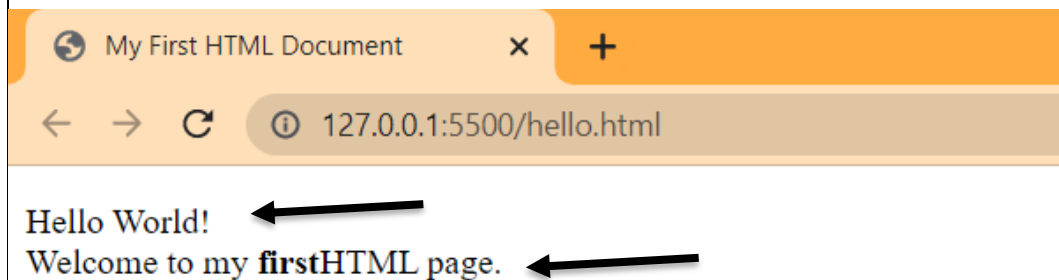 My First HTML Document
127.0.0.1:5500/hello.html
Hello World!
Welcome to my firstHTML page.